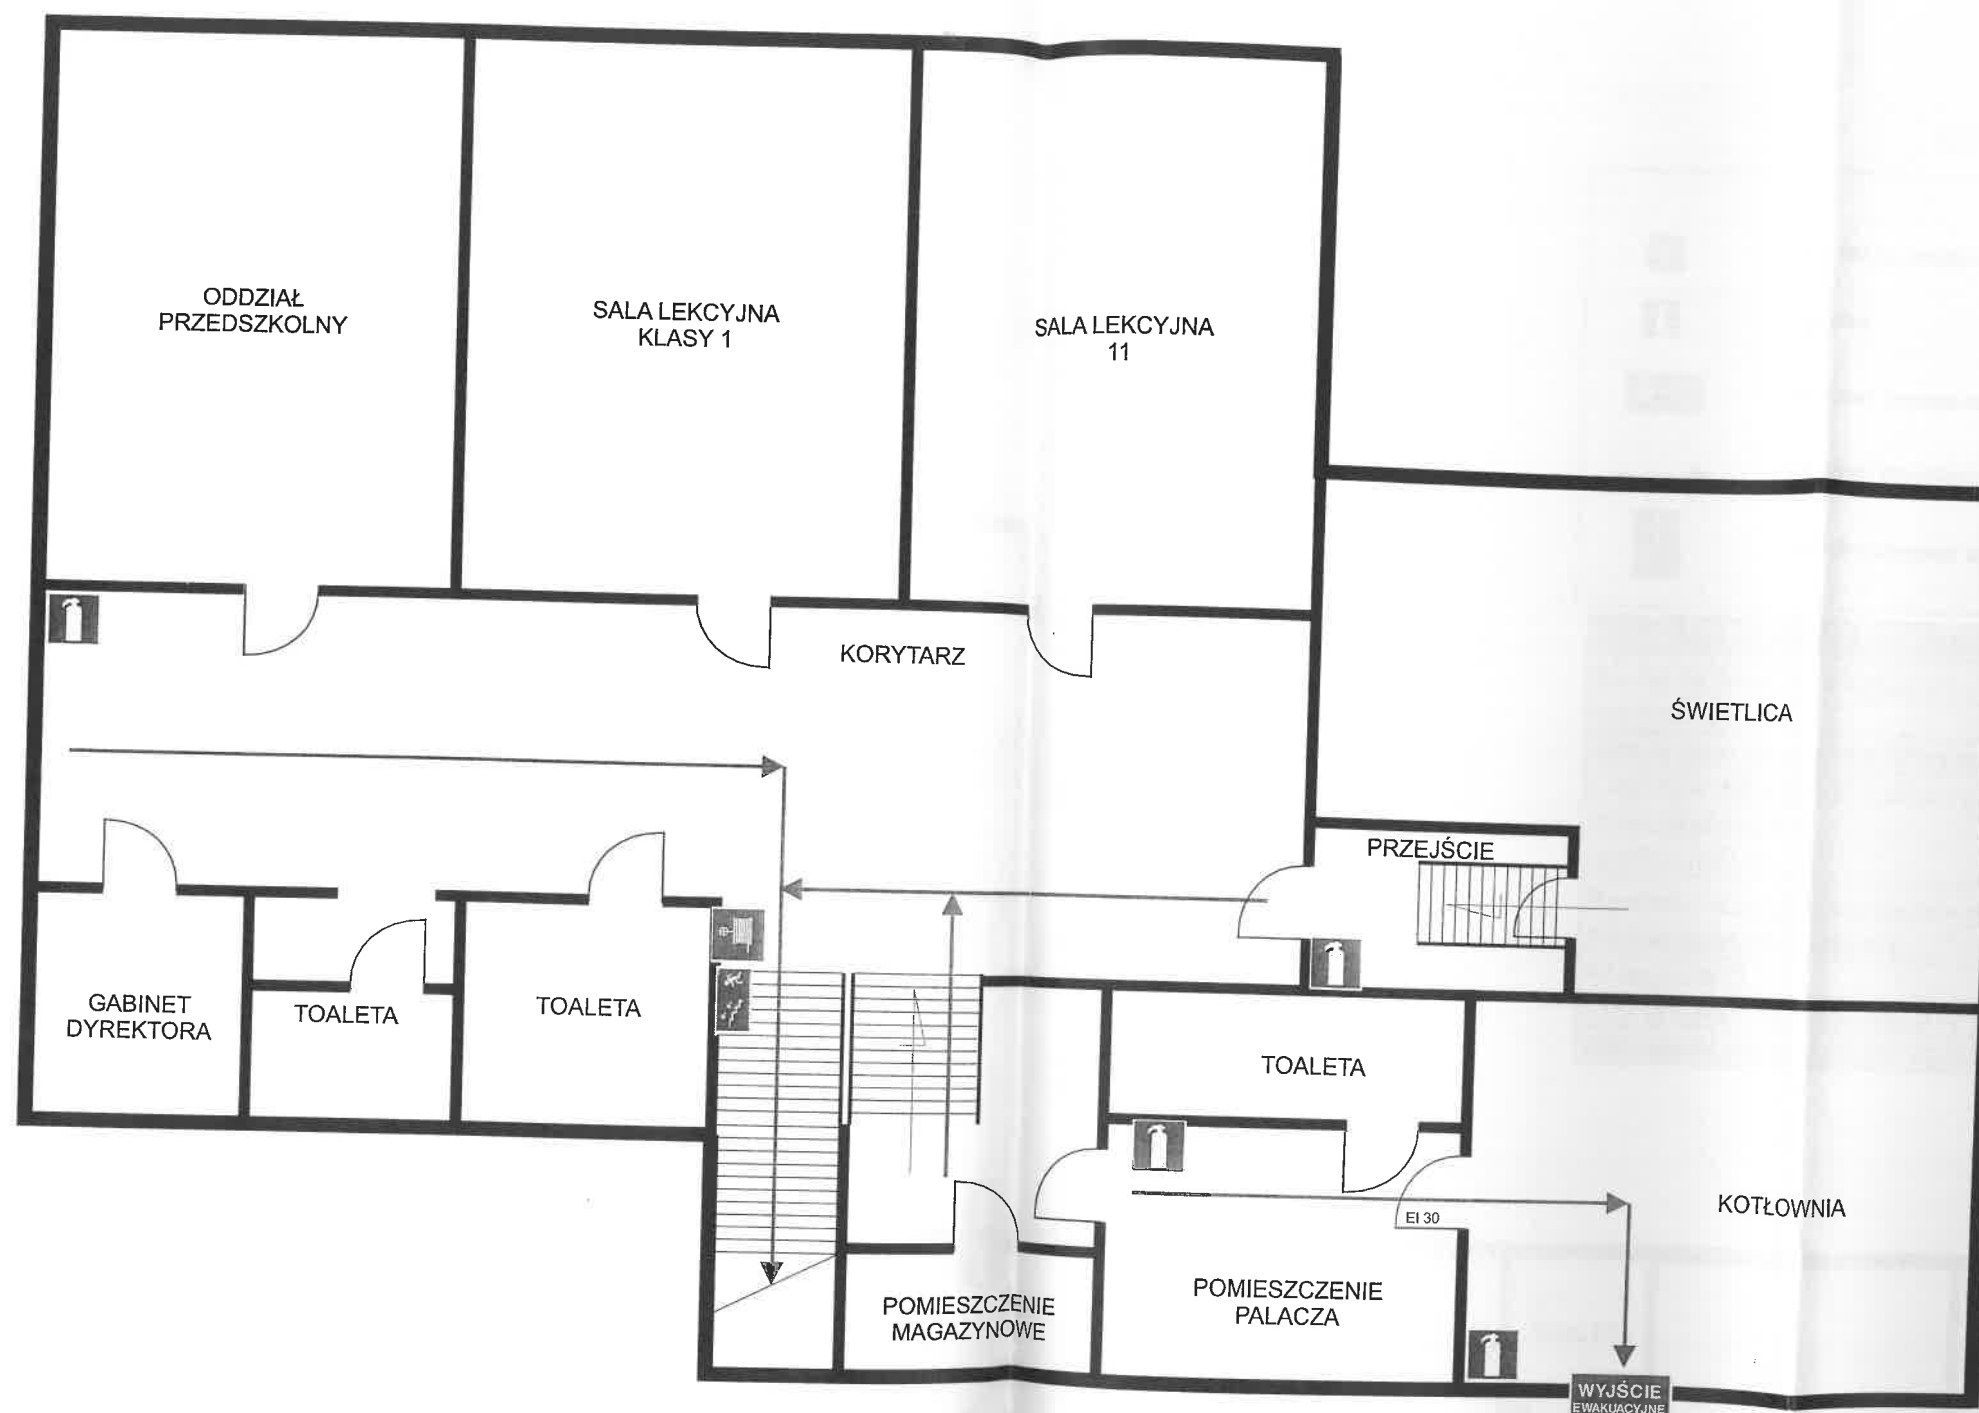 ODDZIAŁ
PRZEDSZKOLNY
SALA LEKCYJNA
KLASY 1
SALA LEKCYJNA
11
KORYTARZ
ŚWIETLICA
PRZEJŚCIE
GABINET
DYREKTORA
TOALETA
TOALETA
TOALETA
KOTŁOWNIA
EI 30
POMIESZCZENIE
MAGAZYNOWE
POMIESZCZENIE
PALACZA
WYJŚCIE
EWAKUACYJNE